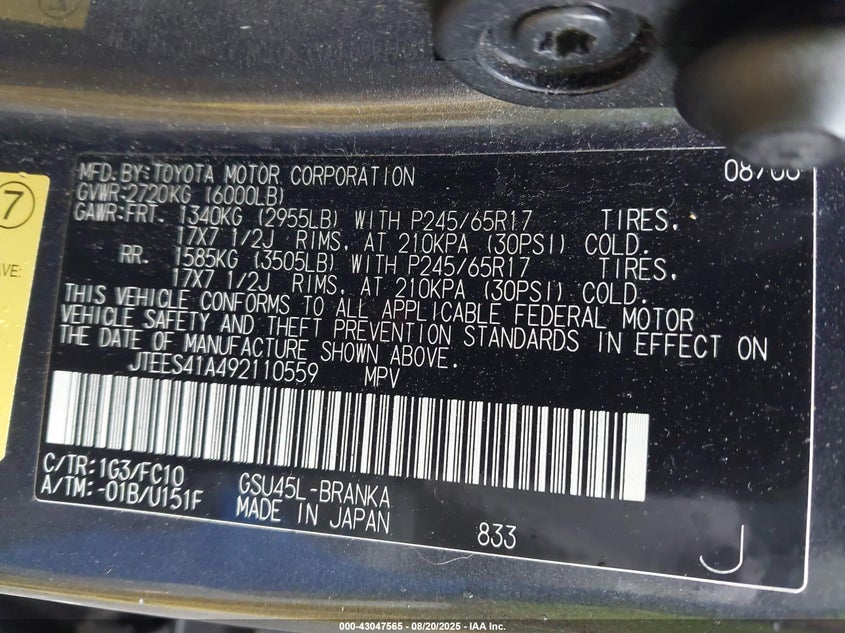 MFD. BY: TOYOTA MOTOR CORPORATION 08/08
GVWR:2720KG (6000LB)
GAWR:FRT. 1340KG (2955LB) WITH P245/65R17 TIRES,
17X7 1/2J RIMS, AT 210KPA (30PSI) COLD.
RR. 1585KG (3505LB) WITH P245/65R17 TIRES,
17X7 1/2J RIMS, AT 210KPA (30PSI) COLD.
THIS VEHICLE CONFORMS TO ALL APPLICABLE FEDERAL MOTOR
VEHICLE SAFETY AND THEFT PREVENTION STANDARDS IN EFFECT ON
THE DATE OF MANUFACTURE SHOWN ABOVE.
JTEES41A492110559 MPV
C/TR: 1G3/FC10
A/TM: -01B/U151F
GSU45L-BRANKA
MADE IN JAPAN
833
J
7
AVE:
000-43047565 - 08/20/2025 - IAA Inc.